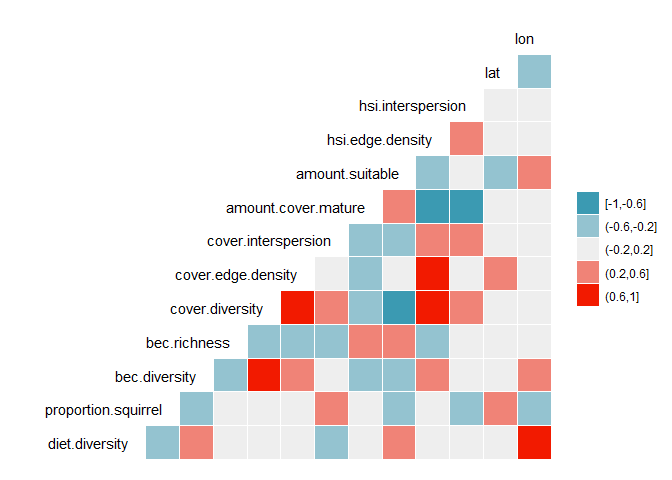 lon
lat
hsi.interspersion
hsi.edge.density
amount.suitable
amount.cover.mature
cover.interspersion
cover.edge.density
cover.diversity
bec.richness
bec.diversity
proportion.squirrel
diet.diversity
[-1,-0.6]
(-0.6,-0.2]
(-0.2,0.2]
(0.2,0.6]
(0.6,1]